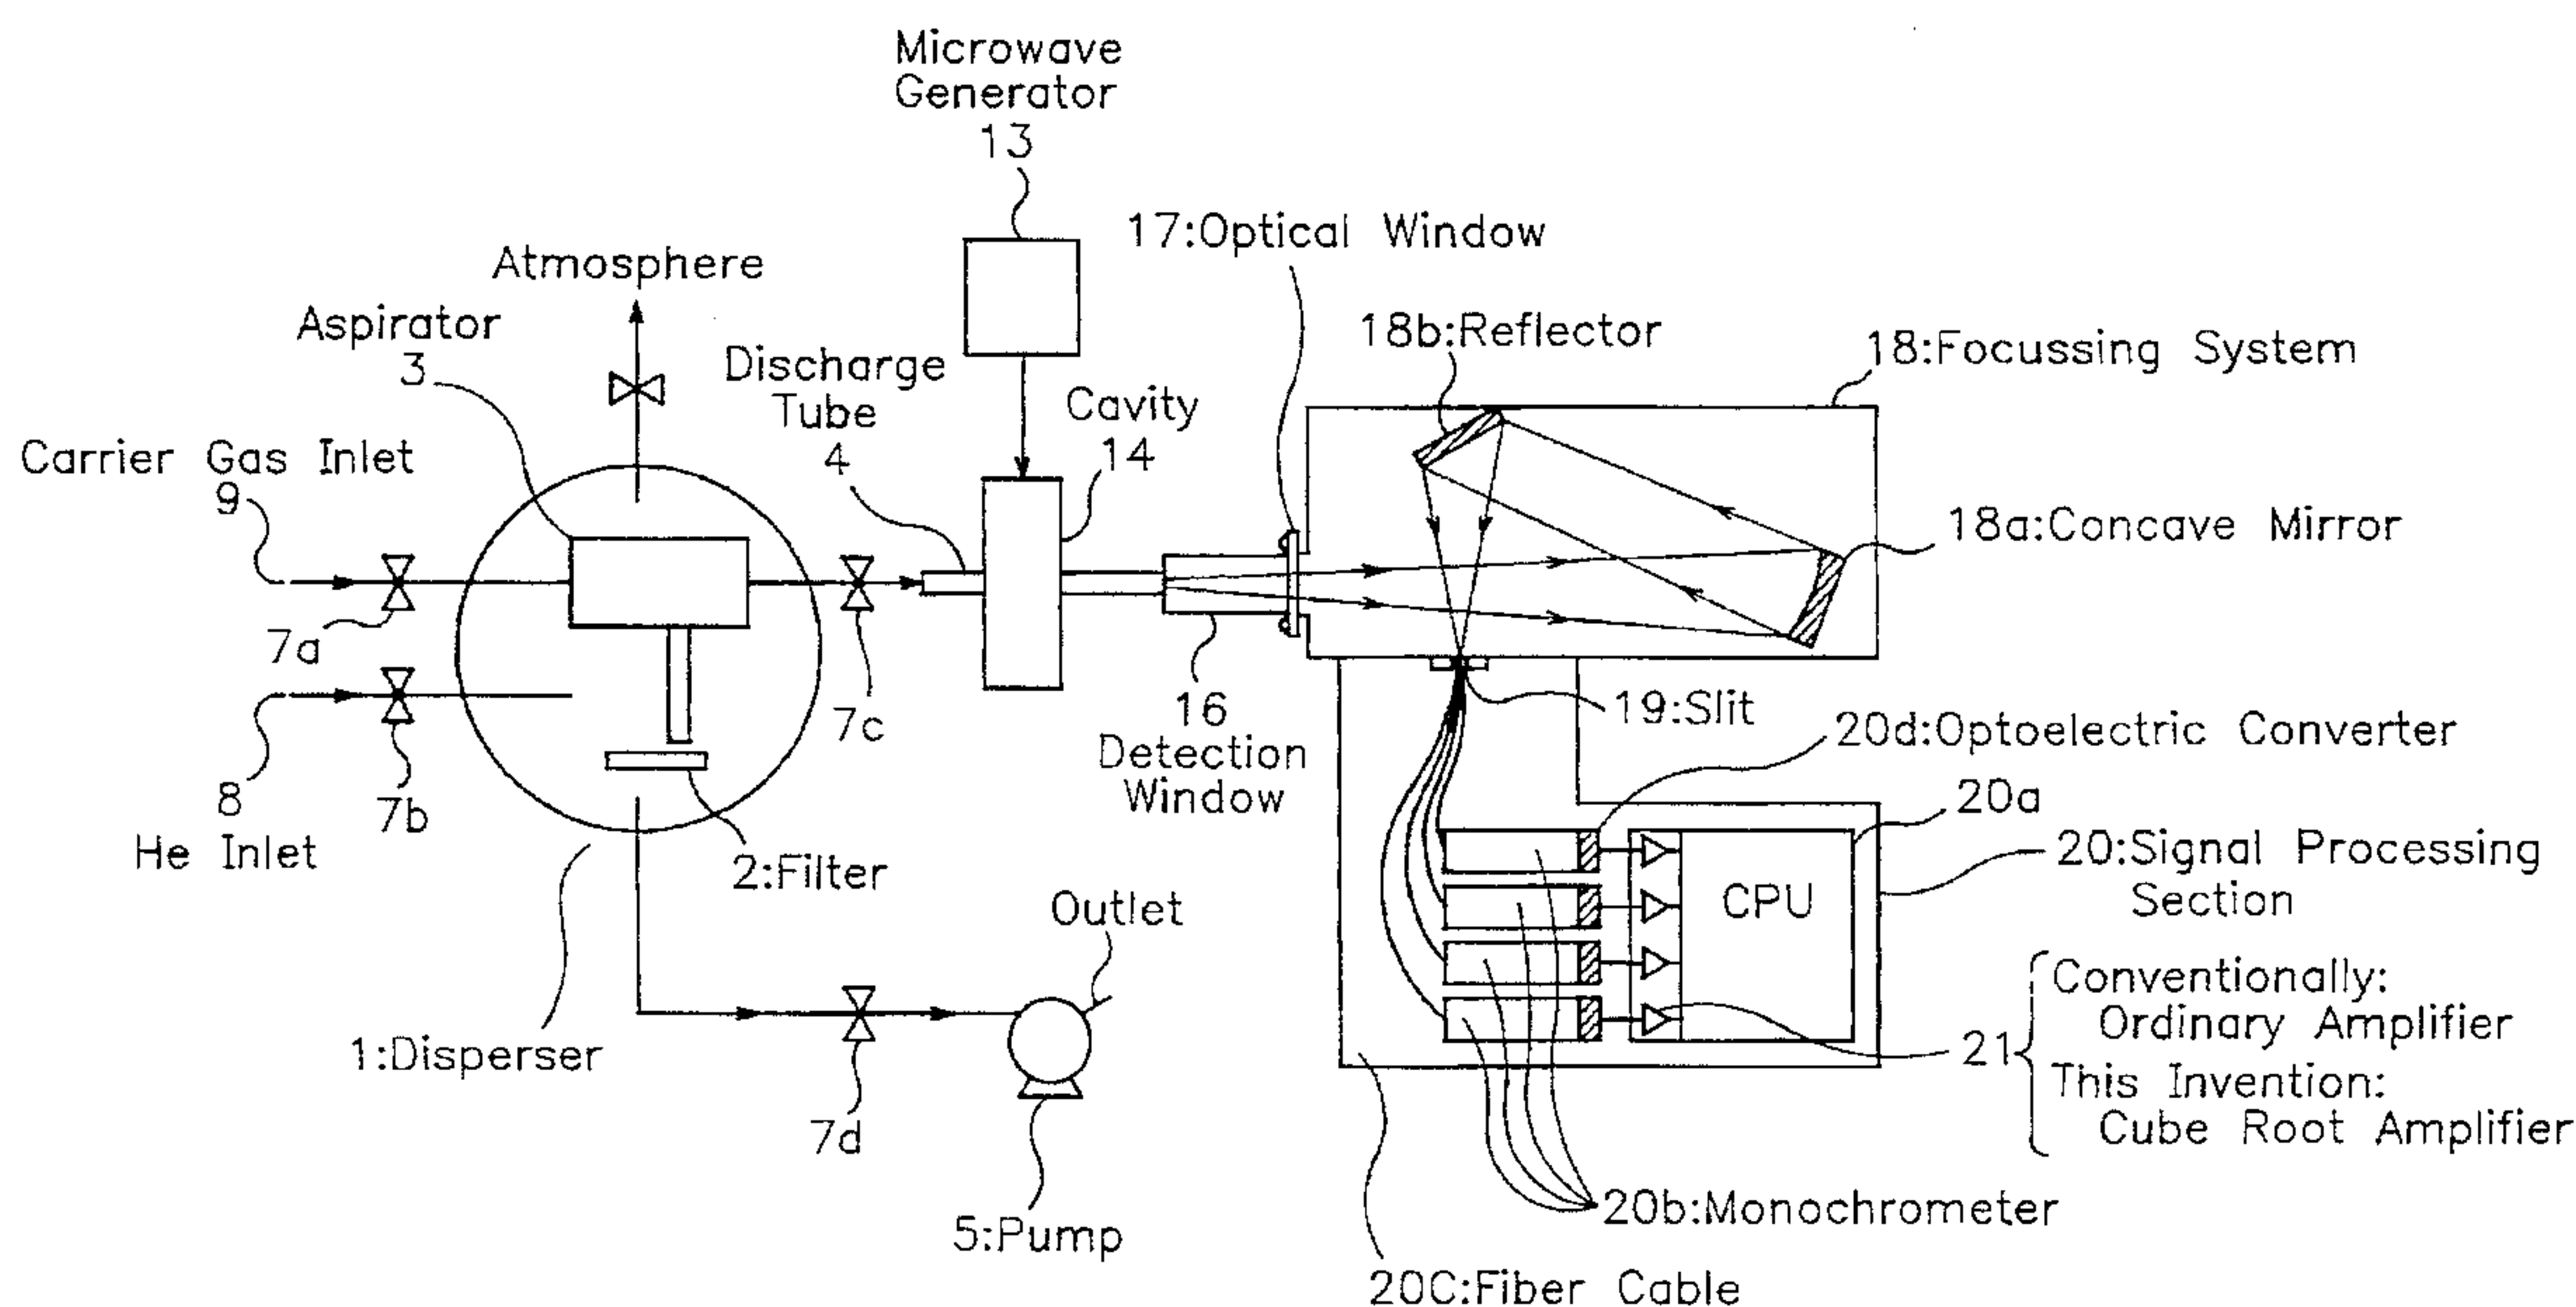 Microwave
Generator
13
17:Optical Window
Atmosphere
Aspirator
3
18b:Reflector
18:Focussing System
Discharge
Tube
4
Cavity
14
Carrier Gas Inlet
9
18a:Concave Mirror
7a
7c
16
Detection
Window
19:Slit
20d:Optoelectric Converter
8
He Inlet
7b
20a
2:Filter
20:Signal Processing
Section
CPU
Outlet
Conventionally:
Ordinary Amplifier
21
This Invention:
Cube Root Amplifier
1:Disperser
7d
5:Pump
20b:Monochrometer
20C:Fiber Cable